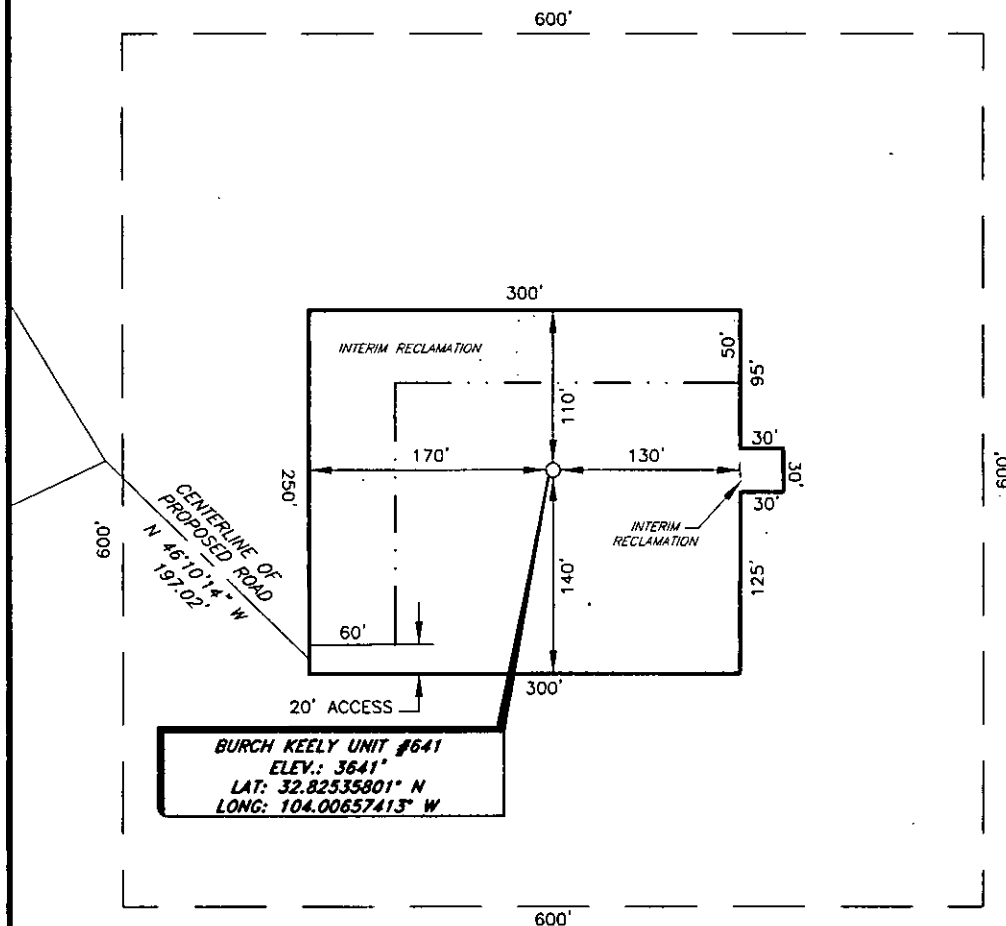 600'
300'
INTERIM RECLAMATION
50'
95'
110'
30'
170'
130'
30'
250'
30'
600'
600'
CENTERLINE OF
PROPOSED ROAD
N 46°10'14" W
197.02'
INTERIM
RECLAMATION
140'
125'
60'
300'
20' ACCESS
BURCH KEELY UNIT #641
ELEV.: 3641'
LAT: 32.82535801° N
LONG: 104.00657413° W
600'